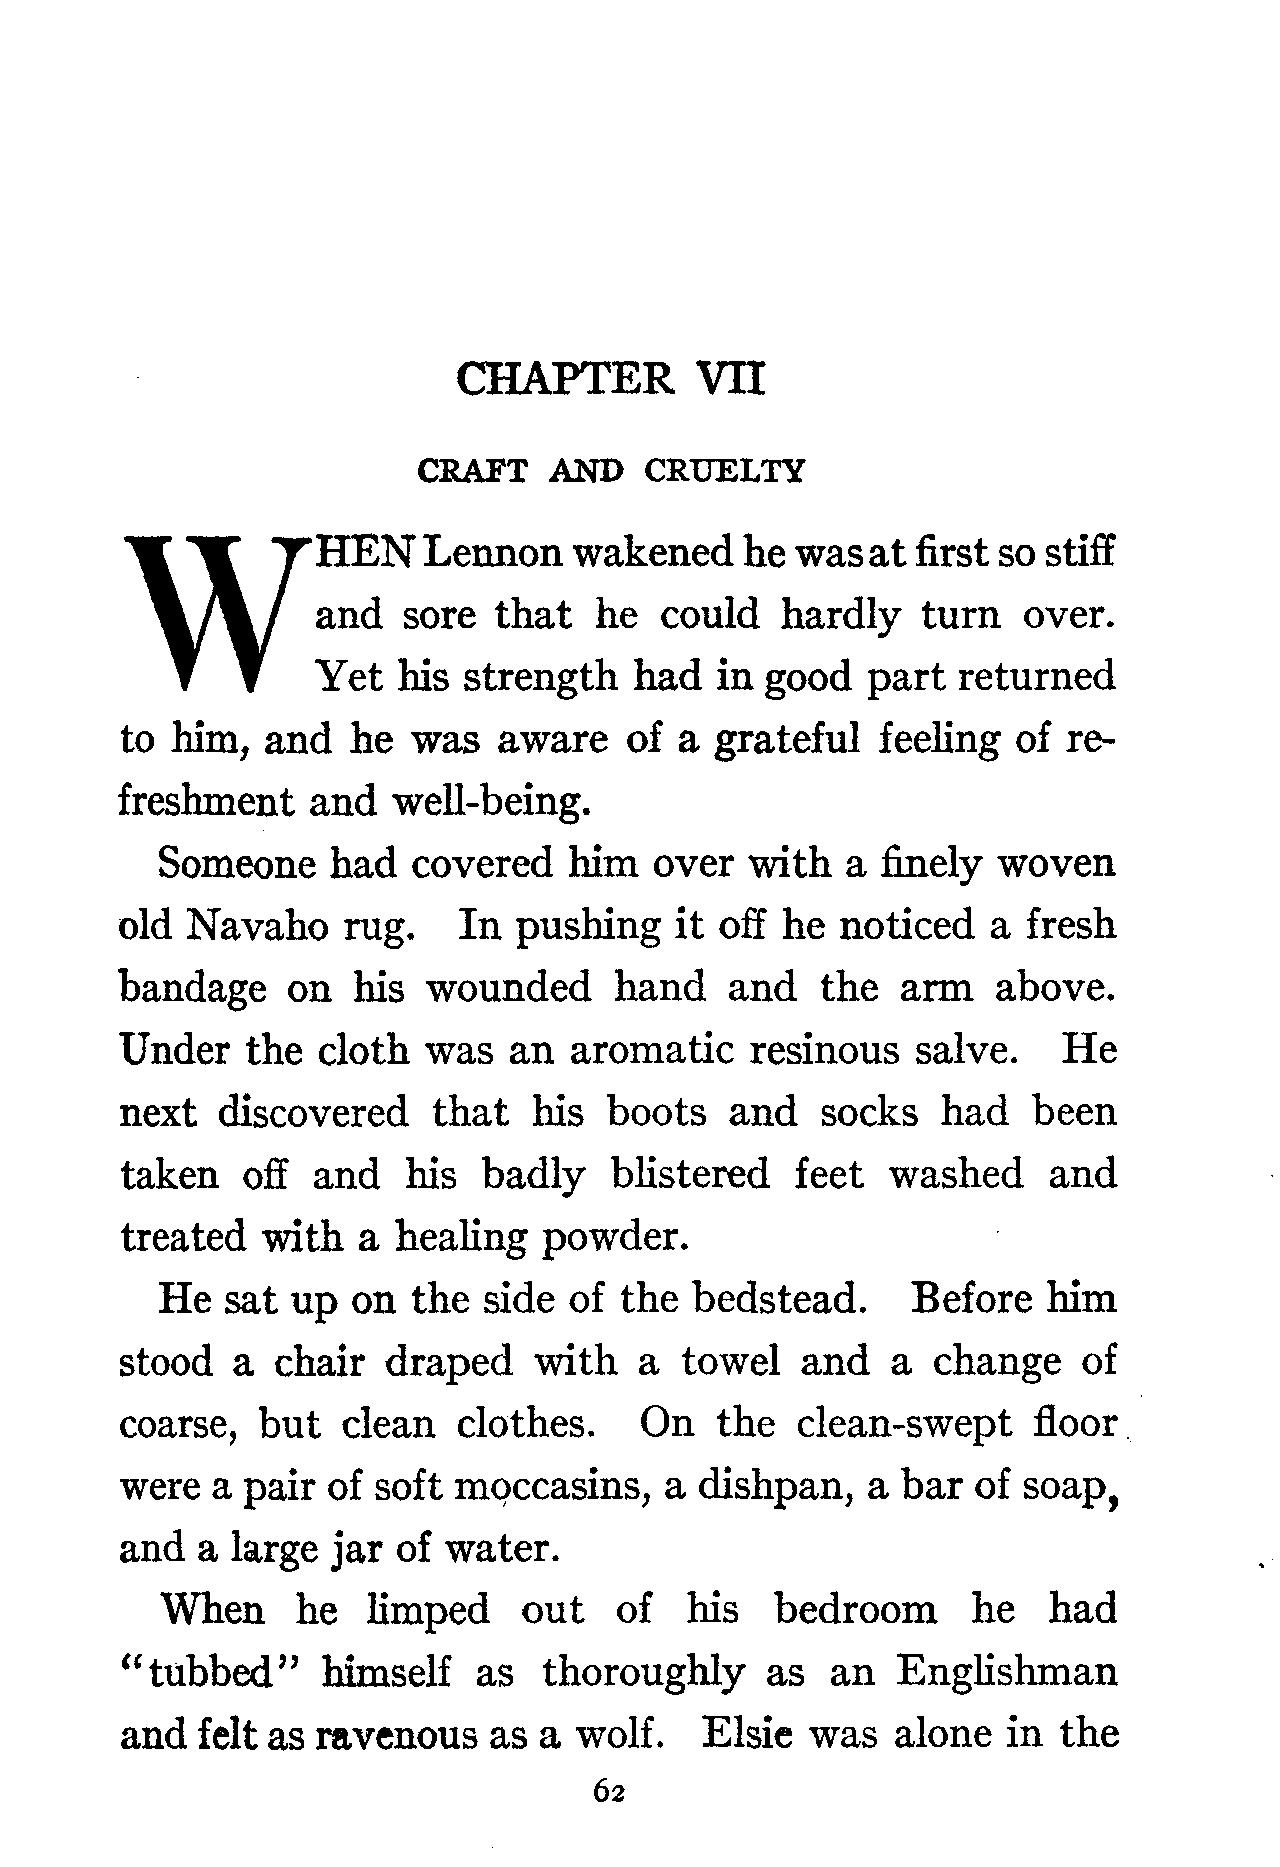 CHAPTER VII
CRAFT AND CRUELTY
WHEN Lennon wakened he was at first so stiff
and sore that he could hardly turn over.
Yet his strength had in good part returned
to him, and he was aware of a grateful feeling of re-
freshment and well-being.
Someone had covered him over with a finely woven
old Navaho rug. In pushing it off he noticed a fresh
bandage on his wounded hand and the arm above.
Under the cloth was an aromatic resinous salve. He
next discovered that his boots and socks had been
taken off and his badly blistered feet washed and
treated with a healing powder.
He sat up on the side of the bedstead. Before him
stood a chair draped with a towel and a change of
coarse, but clean clothes. On the clean-swept floor
were a pair of soft moccasins, a dishpan, a bar of soap,
and a large jar of water.
When he limped out of his bedroom he had
“tubbed” himself as thoroughly as an Englishman
and felt as ravenous as a wolf. Elsie was alone in the
62